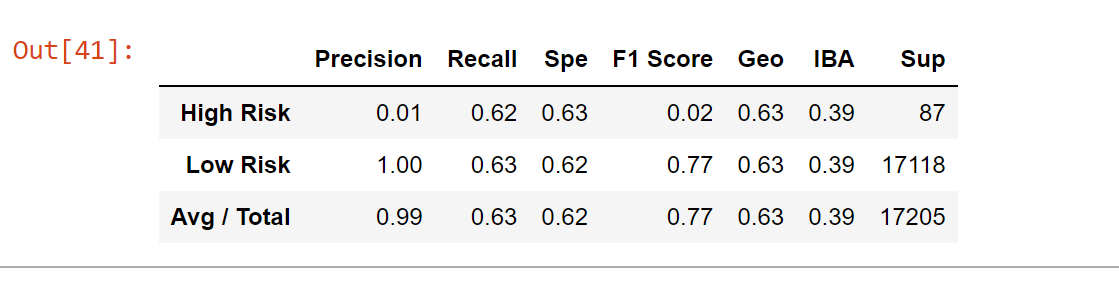 Out[41]:
Precision Recall Spe F1 Score Geo IBA Sup
High Risk 0.01 0.62 0.63 0.02 0.63 0.39 87
Low Risk 1.00 0.63 0.62 0.77 0.63 0.39 17118
Avg / Total 0.99 0.63 0.62 0.77 0.63 0.39 17205